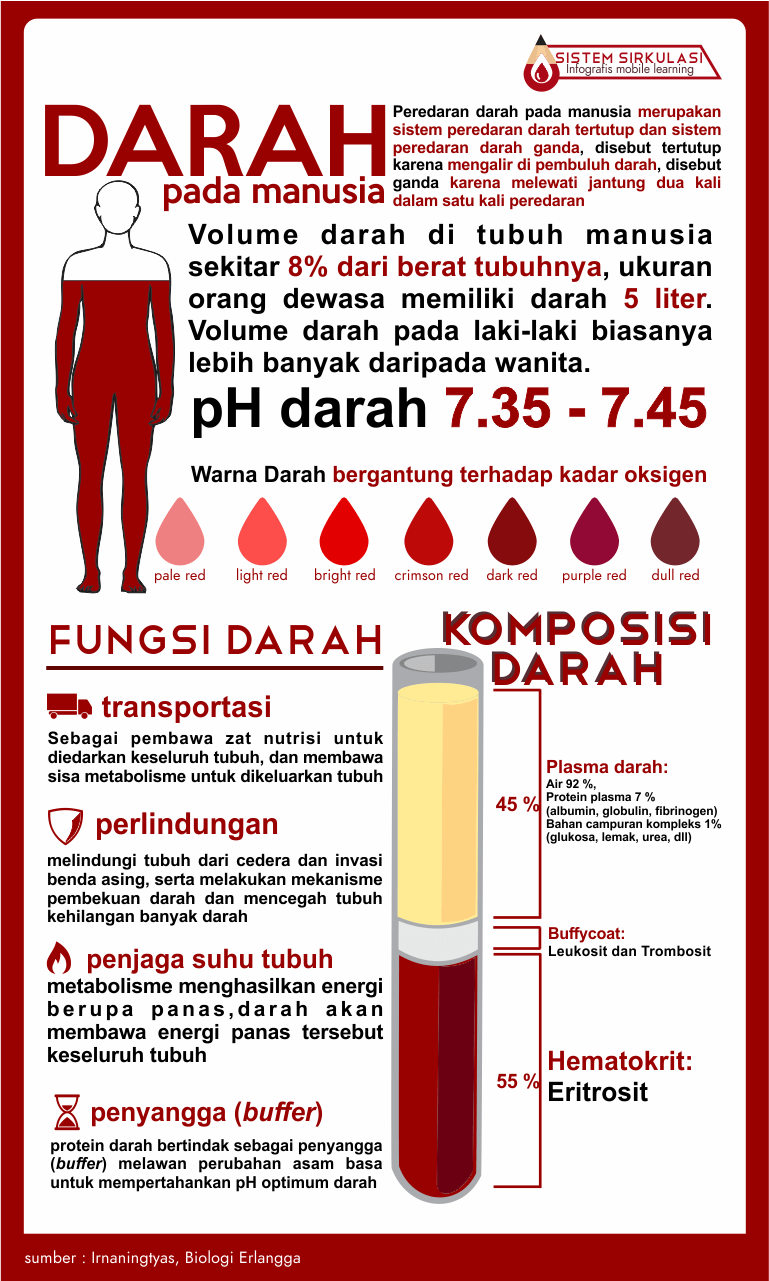 SISTEM SIRKULASI
Infografis mobile learning
DARAH
pada manusia
Peredaran darah pada manusia merupakan
sistem peredaran darah tertutup dan sistem
peredaran darah ganda, disebut tertutup
karena mengalir di pembuluh darah, disebut
ganda karena melewati jantung dua kali
dalam satu kali peredaran
Volume darah di tubuh manusia
sekitar 8% dari berat tubuhnya, ukuran
orang dewasa memiliki darah 5 liter.
Volume darah pada laki-laki biasanya
lebih banyak daripada wanita.
pH darah 7.35 - 7.45
Warna Darah bergantung terhadap kadar oksigen
pale red light red bright red crimson red dark red purple red dull red
FUNGSI DARAH
transportasi
Sebagai pembawa zat nutrisi untuk
diedarkan keseluruh tubuh, dan membawa
sisa metabolisme untuk dikeluarkan tubuh
perlindungan
melindungi tubuh dari cedera dan invasi
benda asing, serta melakukan mekanisme
pembekuan darah dan mencegah tubuh
kehilangan banyak darah
penjaga suhu tubuh
metabolisme menghasilkan energi
berupa panas,darah akan
membawa energi panas tersebut
keseluruh tubuh
penyangga (buffer)
protein darah bertindak sebagai penyangga
(buffer) melawan perubahan asam basa
untuk mempertahankan pH optimum darah
KOMPOSISI
DARAH
45 %
Plasma darah:
Air 92 %,
Protein plasma 7 %
(albumin, globulin, fibrinogen)
Bahan campuran kompleks 1%
(glukosa, lemak, urea, dll)
Buffycoat:
Leukosit dan Trombosit
55 %
Hematokrit:
Eritrosit
sumber : Irnaningtyas, Biologi Erlangga